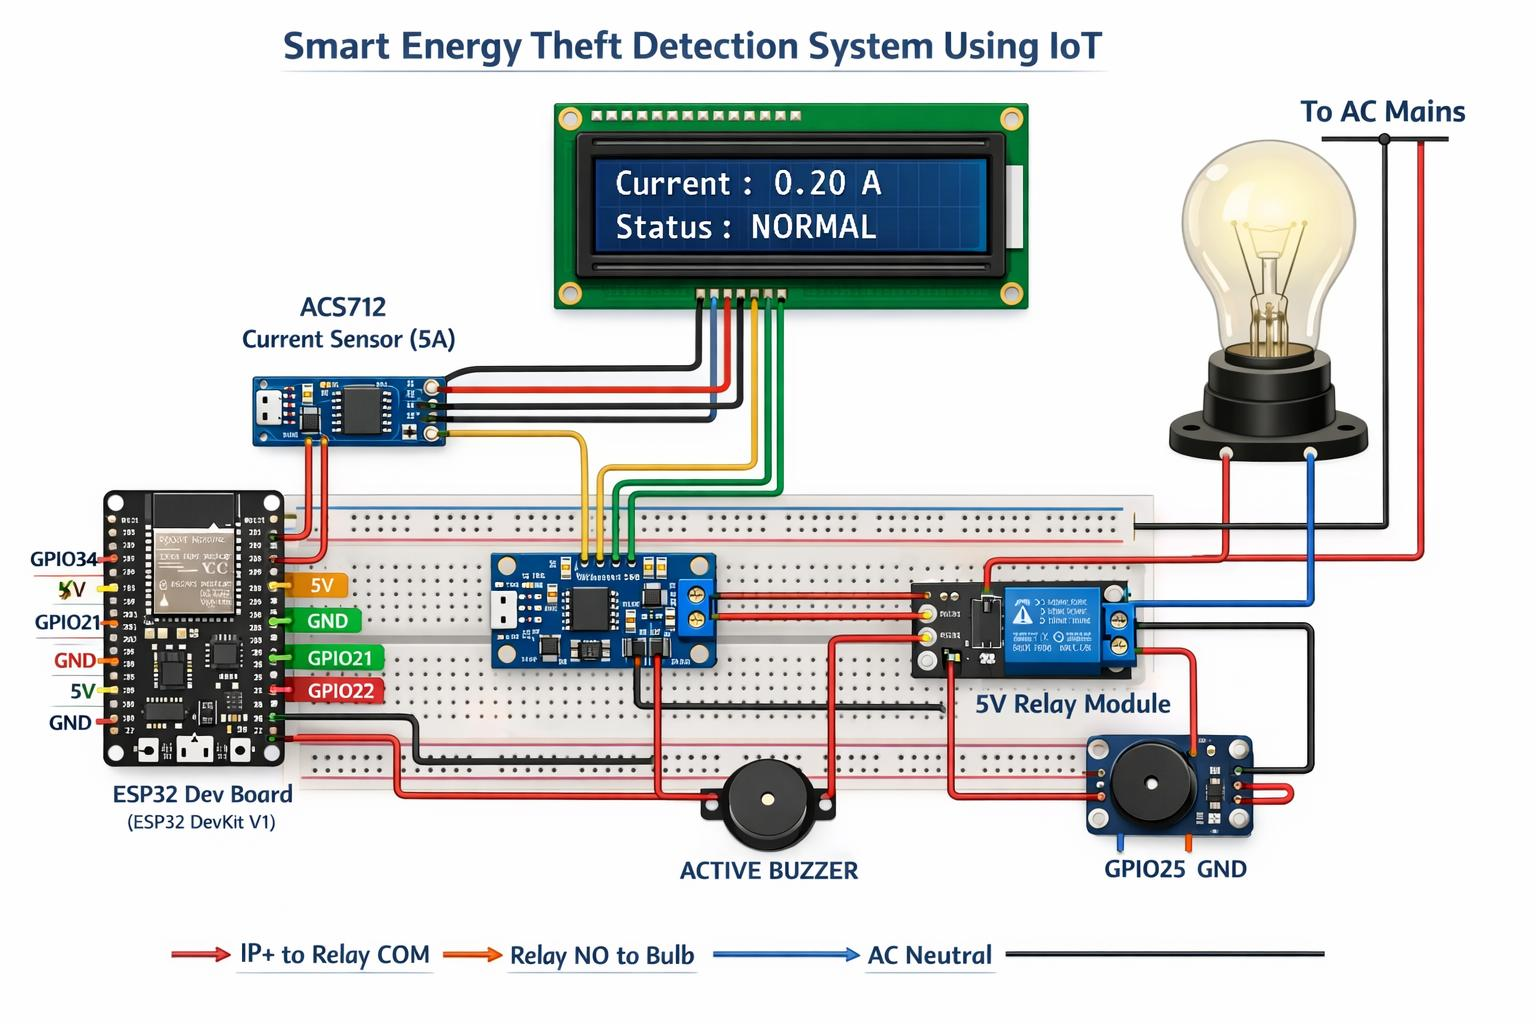 Smart Energy Theft Detection System Using IoT
To AC Mains
Current : 0.20 A
Status : NORMAL
ACS712
Current Sensor (5A)
GPIO34
V
GPIO21
GND
5V
GND
5V
GND
GPIO21
GPIO22
5V Relay Module
ESP32 Dev Board
(ESP32 DevKit V1)
ACTIVE BUZZER
GPIO25 GND
IP+ to Relay COM
Relay NO to Bulb
AC Neutral